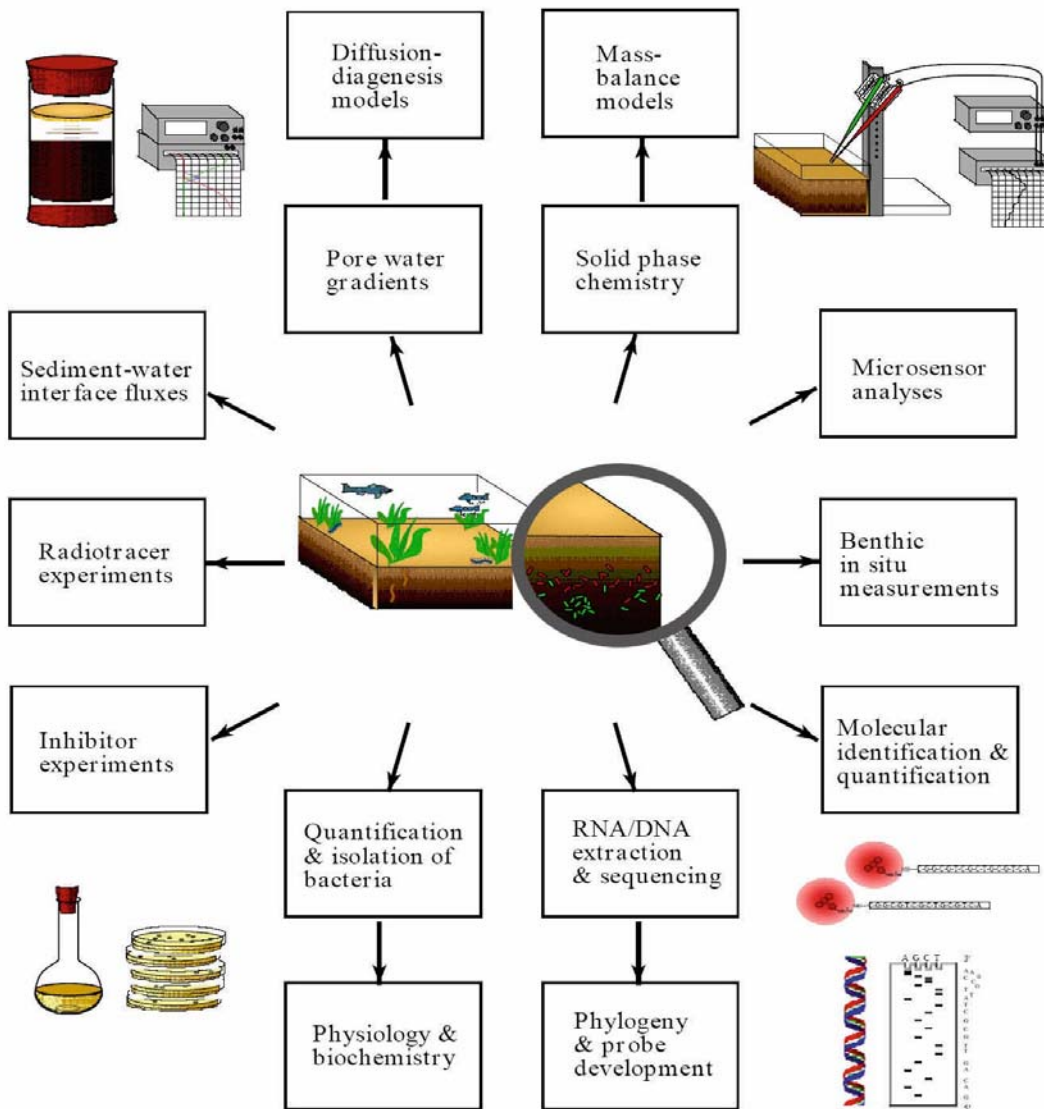 Diffusion-
diagenesis
models
Mass-
balance
models
Pore water
gradients
Solid phase
chemistry
Sediment-water
interface fluxes
Microsensor
analyses
Radiotracer
experiments
Benthic
in situ
measurements
Inhibitor
experiments
Molecular
identification &
quantification
Quantification
& isolation of
bacteria
RNA/DNA
extraction
& sequencing
Physiology &
biochemistry
Phylogeny
& probe
development
A G C T